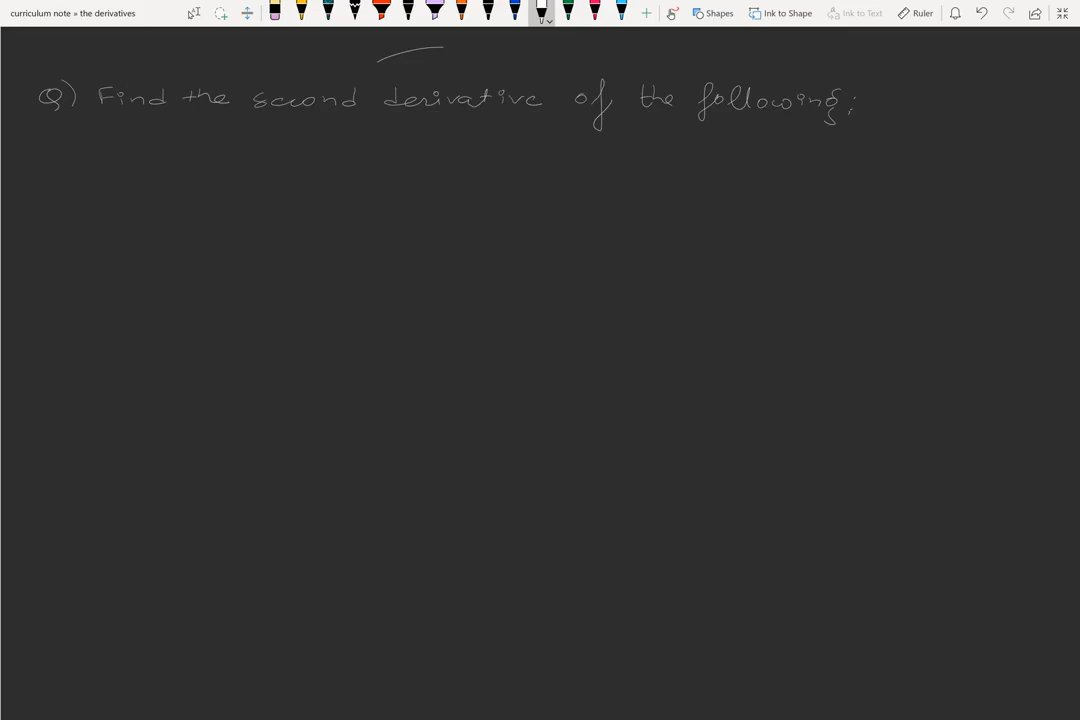 curriculum note » the derivatives
Shapes Ink to Shape Ink to Text Ruler
Q) Find the second derivative of the following;